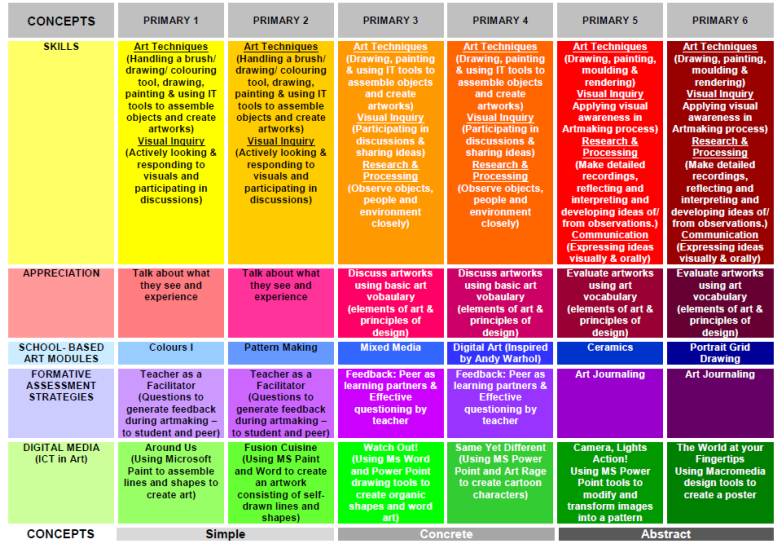 CONCEPTS PRIMARY 1 PRIMARY 2 PRIMARY 3 PRIMARY 4 PRIMARY 5 PRIMARY 6
SKILLS
Art Techniques
(Handling a brush/
drawing/ colouring
tool, drawing,
painting & using IT
tools to assemble
objects and create
artworks)
Visual Inquiry
(Actively looking &
responding to
visuals and
participating in
discussions)
Art Techniques
(Handling a brush/
drawing/ colouring
tool, drawing,
painting & using IT
tools to assemble
objects and create
artworks)
Visual Inquiry
(Actively looking &
responding to
visuals and
participating in
discussions)
Art Techniques
(Drawing, painting
& using IT tools to
assemble objects
and create
artworks)
Visual Inquiry
(Participating in
discussions &
sharing ideas)
Research &
Processing
(Observe objects,
people and
environment
closely)
Art Techniques
(Drawing, painting
& using IT tools to
assemble objects
and create
artworks)
Visual Inquiry
(Participating in
discussions &
sharing ideas)
Research &
Processing
(Observe objects,
people and
environment
closely)
Art Techniques
(Drawing, painting,
moulding &
rendering)
Visual Inquiry
Applying visual
awareness in
Artmaking process)
Research &
Processing
(Make detailed
recordings,
reflecting and
interpreting and
developing ideas of/
from observations.)
Communication
(Expressing ideas
visually & orally)
Art Techniques
(Drawing, painting,
moulding &
rendering)
Visual Inquiry
Applying visual
awareness in
Artmaking process)
Research &
Processing
(Make detailed
recordings,
reflecting and
interpreting and
developing ideas of/
from observations.)
Communication
(Expressing ideas
visually & orally)
APPRECIATION
Talk about what
they see and
experience
Talk about what
they see and
experience
Discuss artworks
using basic art
vobaulary
(elements of art &
principles of
design)
Discuss artworks
using basic art
vobaulary
(elements of art &
principles of
design)
Evaluate artworks
using art
vocabulary
(elements of art &
principles of
design)
Evaluate artworks
using art
vocabulary
(elements of art &
principles of
design)
SCHOOL- BASED
ART MODULES
Colours I
Pattern Making
Mixed Media
Digital Art (Inspired
by Andy Warhol)
Ceramics
Portrait Grid
Drawing
FORMATIVE
ASSESSMENT
STRATEGIES
Teacher as a
Facilitator
(Questions to
generate feedback
during artmaking –
to student and peer)
Teacher as a
Facilitator
(Questions to
generate feedback
during artmaking –
to student and peer)
Feedback: Peer as
learning partners &
Effective
questioning by
teacher
Feedback: Peer as
learning partners &
Effective
questioning by
teacher
Art Journaling
Art Journaling
DIGITAL MEDIA
(ICT in Art)
Around Us
(Using Microsoft
Paint to assemble
lines and shapes to
create art)
Fusion Cuisine
(Using MS Paint
and Word to create
an artwork
consisting of self-
drawn lines and
shapes)
Watch Out!
(Using Ms Word
and Power Point
drawing tools to
create organic
shapes and word
art)
Same Yet Different
(Using MS Power
Point and Art Rage
to create cartoon
characters)
Camera, Lights
Action!
Using MS Power
Point tools to
modify and
transform images
into a pattern
The World at your
Fingertips
Using Macromedia
design tools to
create a poster
CONCEPTS Simple Concrete Abstract